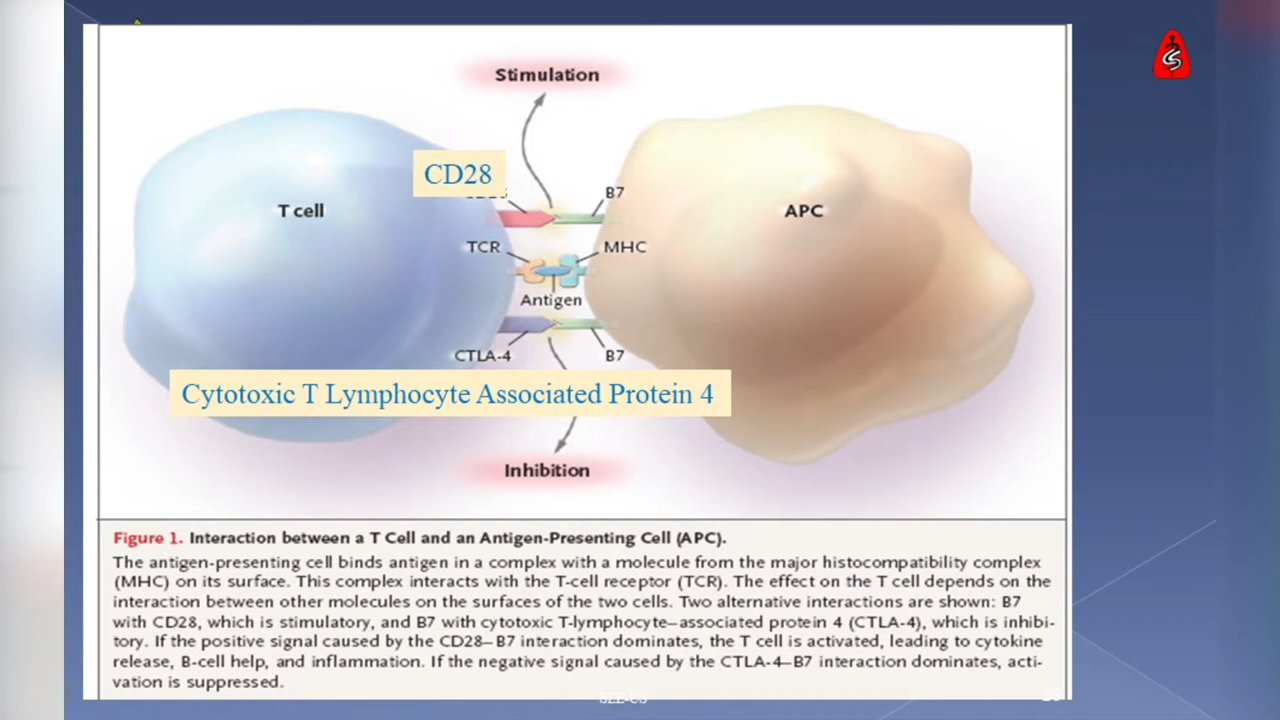 Stimulation
CD28
B7
T cell
APC
TCR
MHC
Antigen
CTLA-4
B7
Cytotoxic T Lymphocyte Associated Protein 4
Inhibition
Figure 1. Interaction between a T Cell and an Antigen-Presenting Cell (APC).
The antigen-presenting cell binds antigen in a complex with a molecule from the major histocompatibility complex
(MHC) on its surface. This complex interacts with the T-cell receptor (TCR). The effect on the T cell depends on the
interaction between other molecules on the surfaces of the two cells. Two alternative interactions are shown: B7
with CD28, which is stimulatory, and B7 with cytotoxic T-lymphocyte–associated protein 4 (CTLA-4), which is inhibi-
tory. If the positive signal caused by the CD28–B7 interaction dominates, the T cell is activated, leading to cytokine
release, B-cell help, and inflammation. If the negative signal caused by the CTLA-4–B7 interaction dominates, acti-
vation is suppressed.
SLE-CS